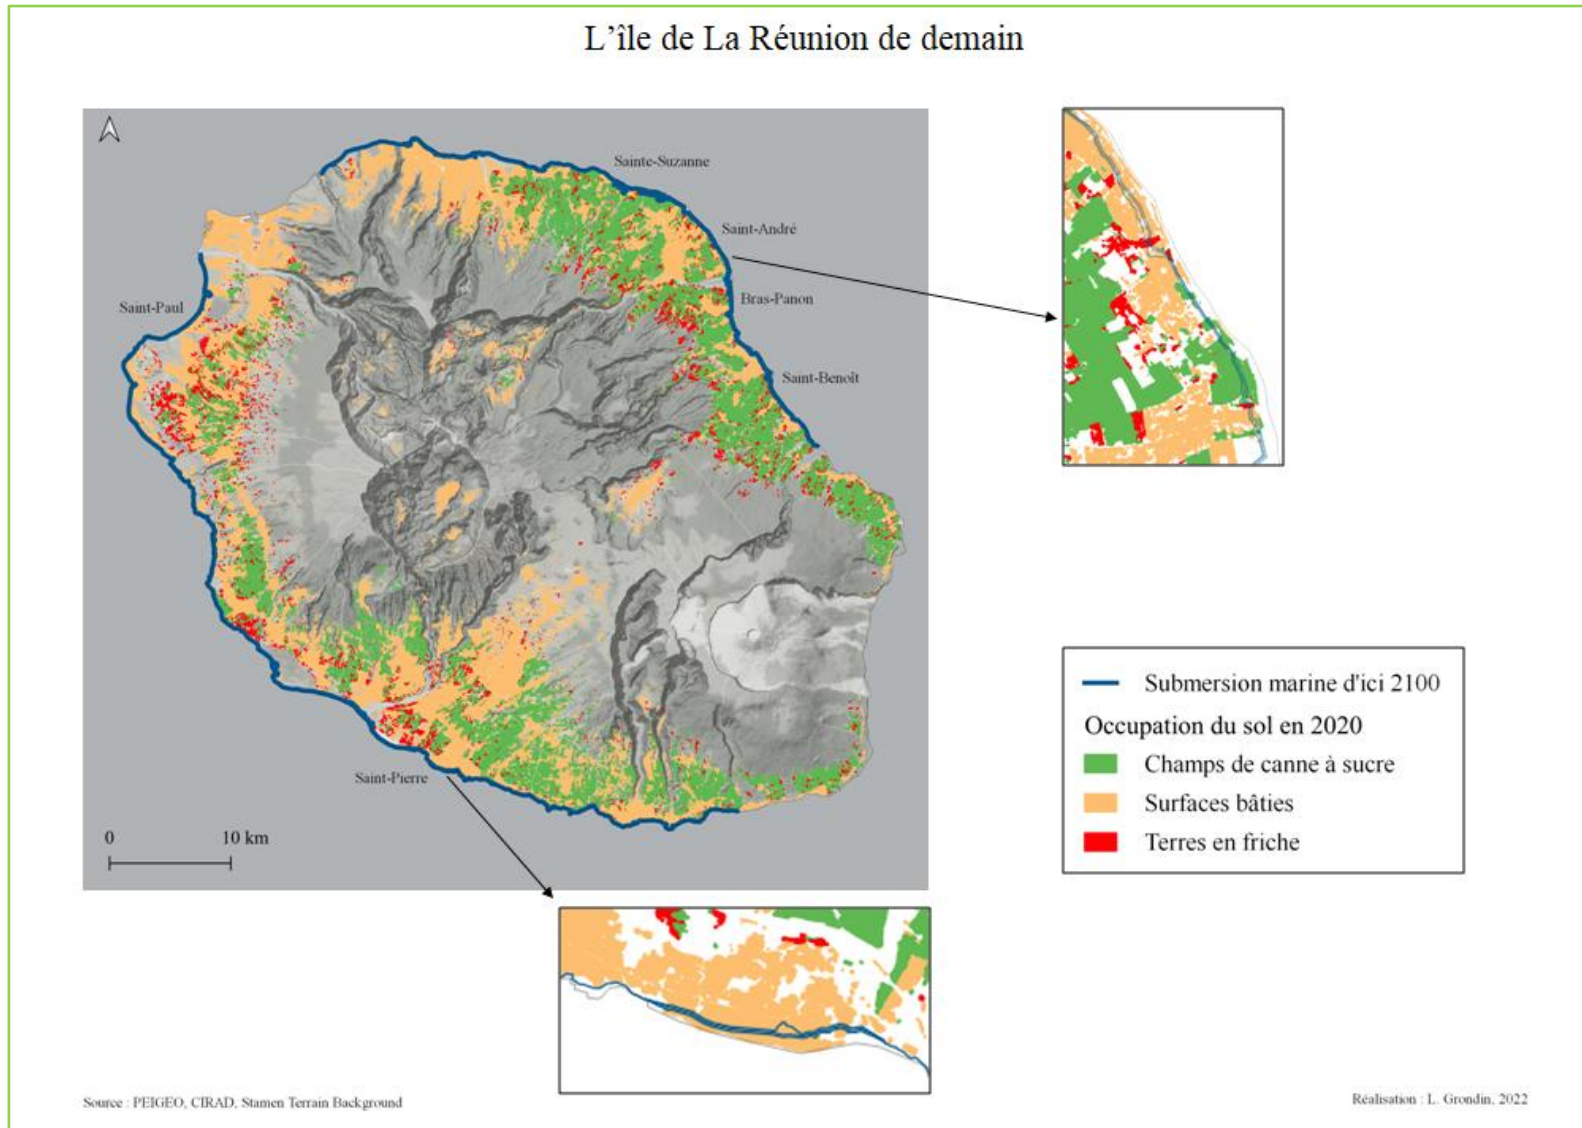 L'île de La Réunion de demain
Sainte-Suzanne
Saint-André
Bras-Panon
Saint-Paul
Saint-Benoît
Saint-Pierre
0 10 km
Submersion marine d'ici 2100
Occupation du sol en 2020
Champs de canne à sucre
Surfaces bâties
Terres en friche
Source : PEIGEO, CIRAD, Stamen Terrain Background
Réalisation : L. Grondin, 2022